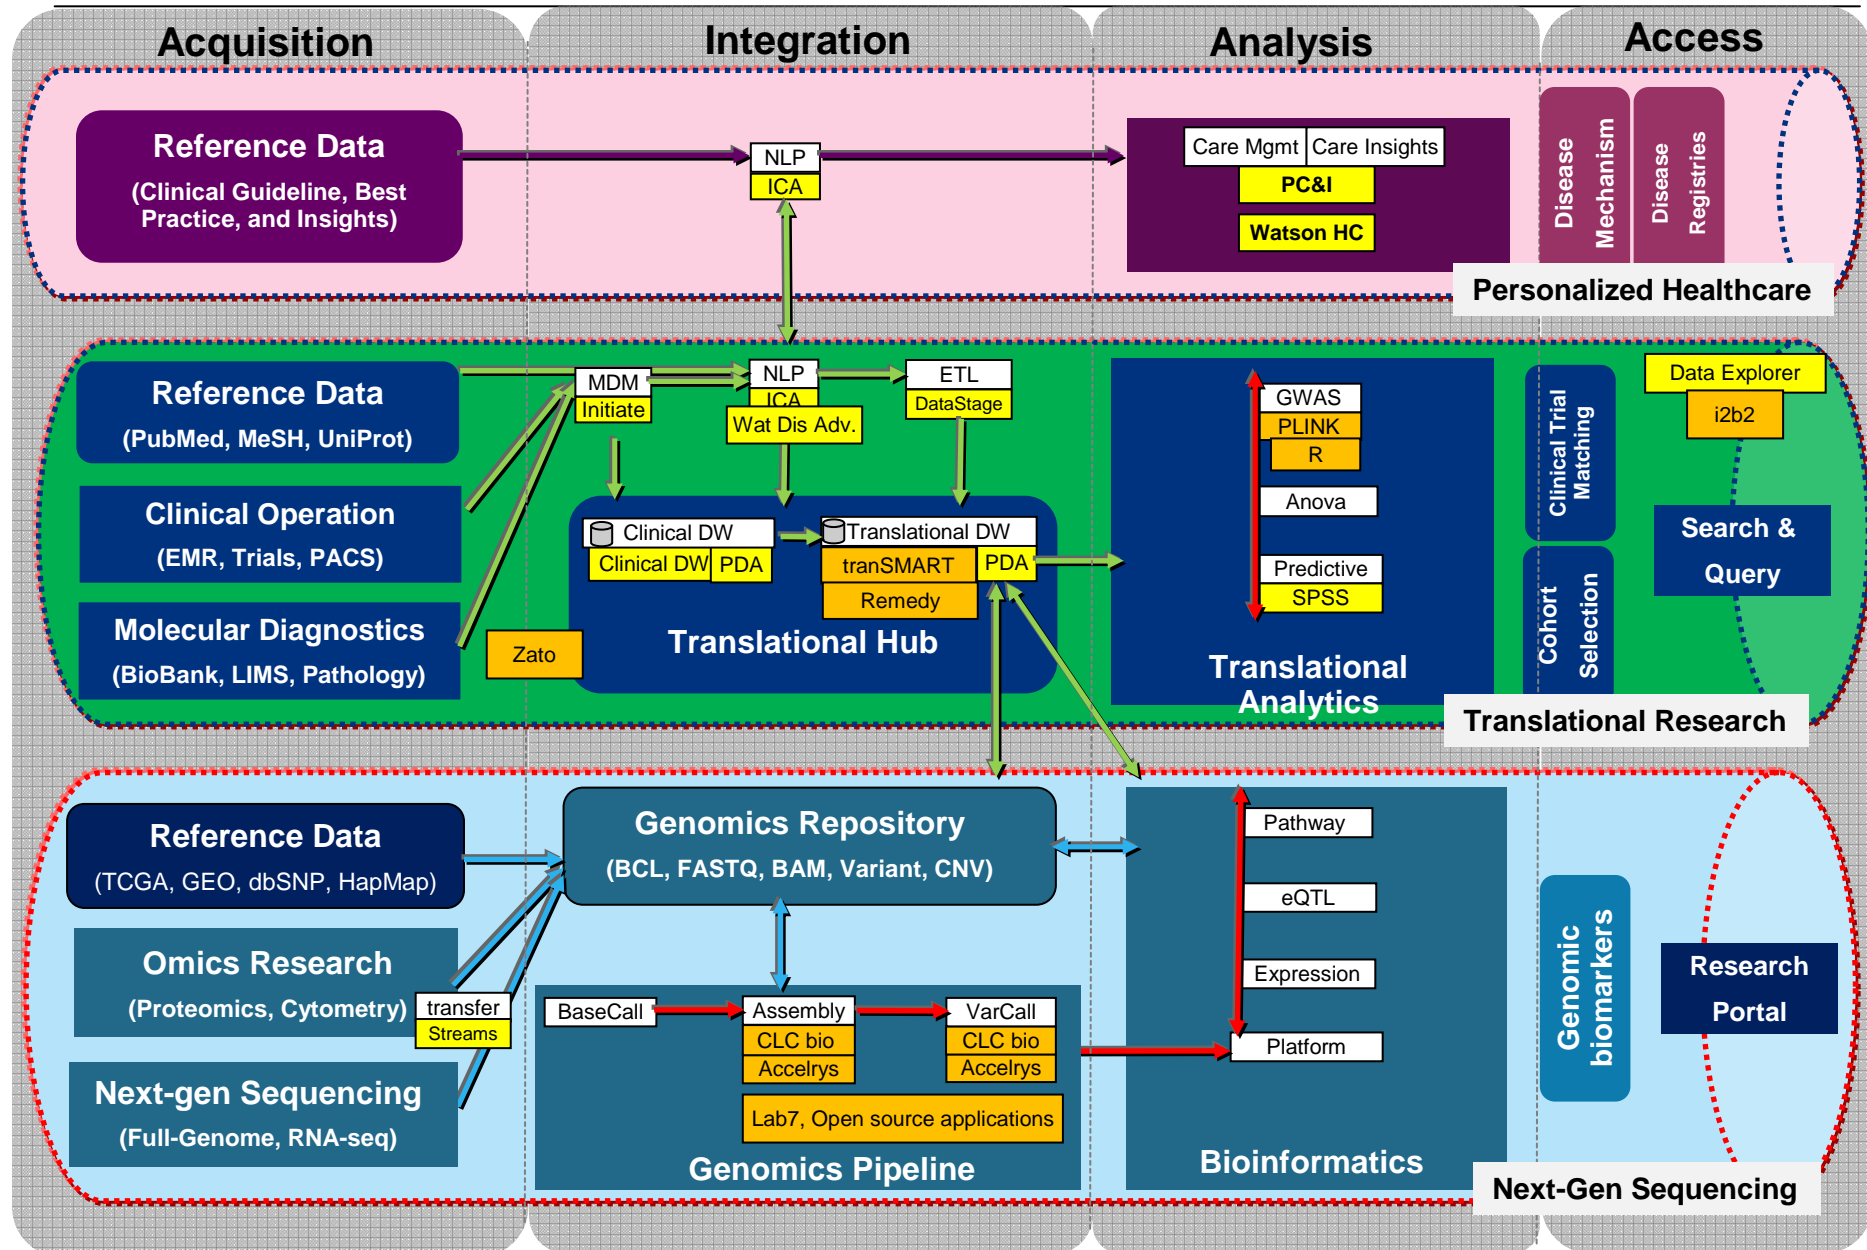 Acquisition
Integration
Analysis
Access
Reference Data
(Clinical Guideline, Best
Practice, and Insights)
NLP
ICA
Care Mgmt
Care Insights
PC&I
Watson HC
Disease
Mechanism
Disease
Registries
Personalized Healthcare
Reference Data
(PubMed, MeSH, UniProt)
Clinical Operation
(EMR, Trials, PACS)
Molecular Diagnostics
(BioBank, LIMS, Pathology)
Zato
MDM
Initiate
NLP
ICA
Wat Dis Adv.
ETL
DataStage
Clinical DW
Clinical DW
PDA
Translational DW
tranSMART
PDA
Remedy
Translational Hub
GWAS
PLINK
R
Anova
Predictive
SPSS
Translational
Analytics
Clinical Trial
Matching
Cohort
Selection
Data Explorer
i2b2
Search &
Query
Translational Research
Reference Data
(TCGA, GEO, dbSNP, HapMap)
Omics Research
(Proteomics, Cytometry)
transfer
Streams
Next-gen Sequencing
(Full-Genome, RNA-seq)
Genomics Repository
(BCL, FASTQ, BAM, Variant, CNV)
BaseCall
Assembly
CLC bio
Accelrys
VarCall
CLC bio
Accelrys
Lab7, Open source applications
Genomics Pipeline
Pathway
eQTL
Expression
Platform
Bioinformatics
Genomic
biomarkers
Research
Portal
Next-Gen Sequencing